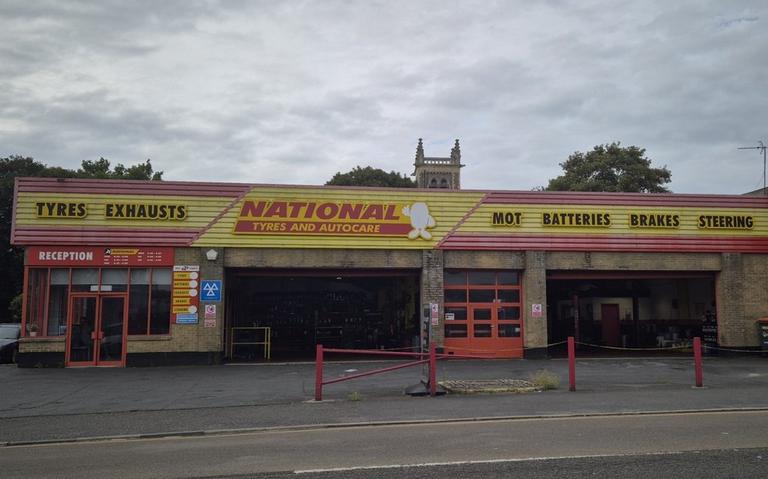 TYRES EXHAUSTS
NATIONAL
TYRES AND AUTOCARE
MOT BATTERIES BRAKES STEERING
RECEPTION